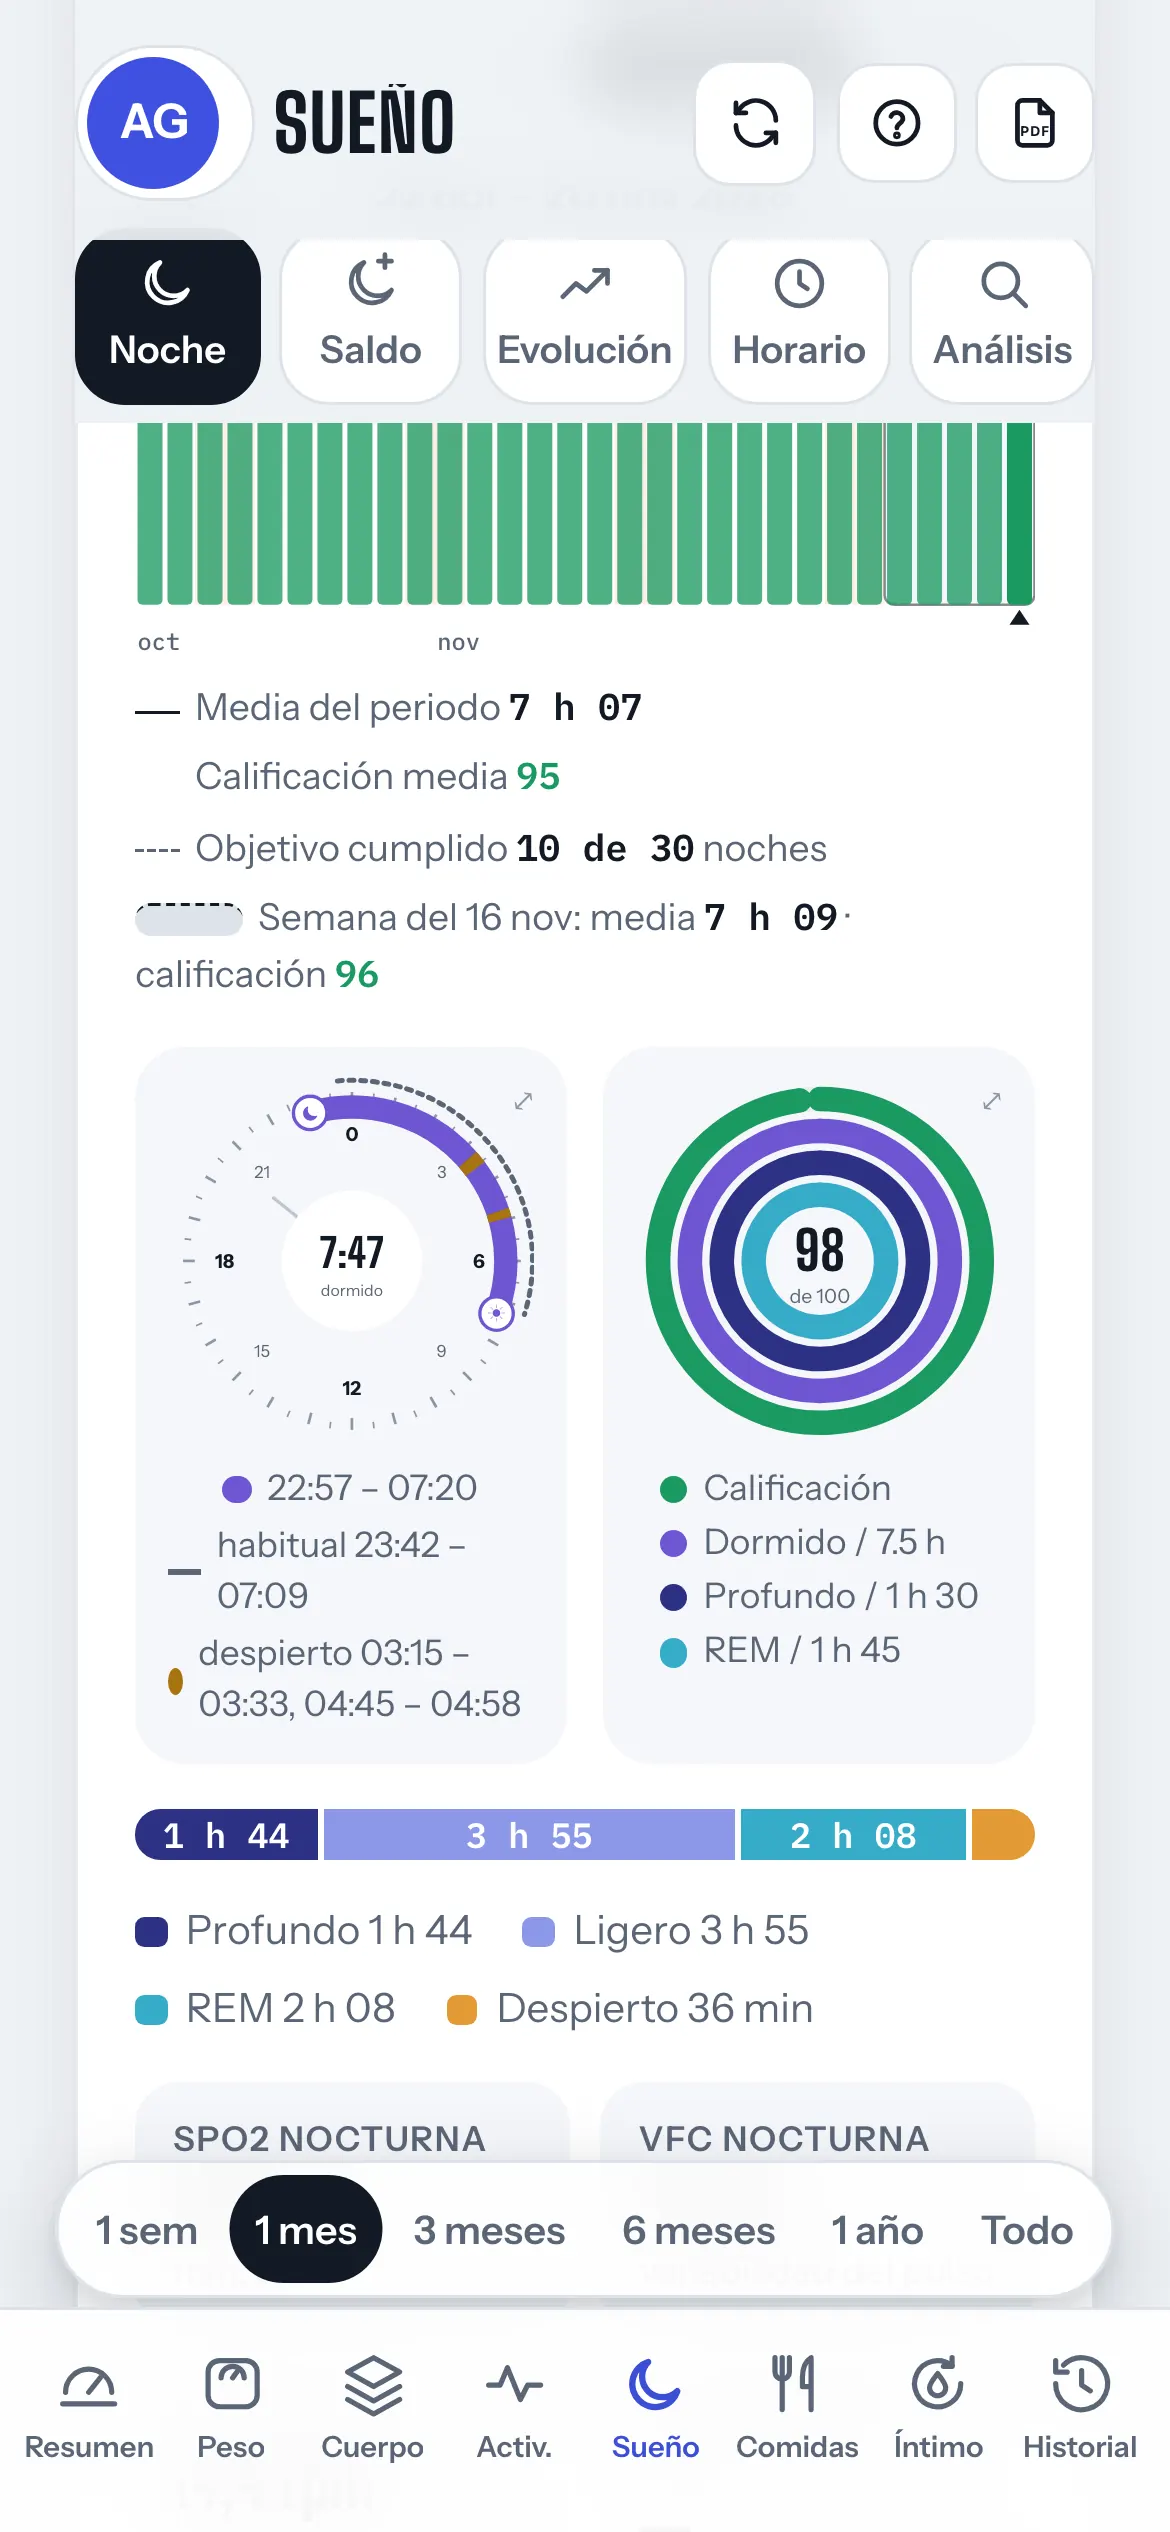 AG
SUEÑO
PDF
Noche
Saldo
Evolución
Horario
Análisis
oct
nov
Media del periodo 7 h 07
Calificación media 95
Objetivo cumplido 10 de 30 noches
Semana del 16 nov: media 7 h 09 ·
calificación 96
0
3
6
9
12
15
18
21
7:47
dormido
22:57 – 07:20
habitual 23:42 –
07:09
despierto 03:15 –
03:33, 04:45 – 04:58
98
de 100
Calificación
Dormido / 7.5 h
Profundo / 1 h 30
REM / 1 h 45
1 h 44
3 h 55
2 h 08
Profundo 1 h 44
Ligero 3 h 55
REM 2 h 08
Despierto 36 min
SPO2 NOCTURNA
VFC NOCTURNA
1 sem
1 mes
3 meses
6 meses
1 año
Todo
Resumen
Peso
Cuerpo
Activ.
Sueño
Comidas
Íntimo
Historial